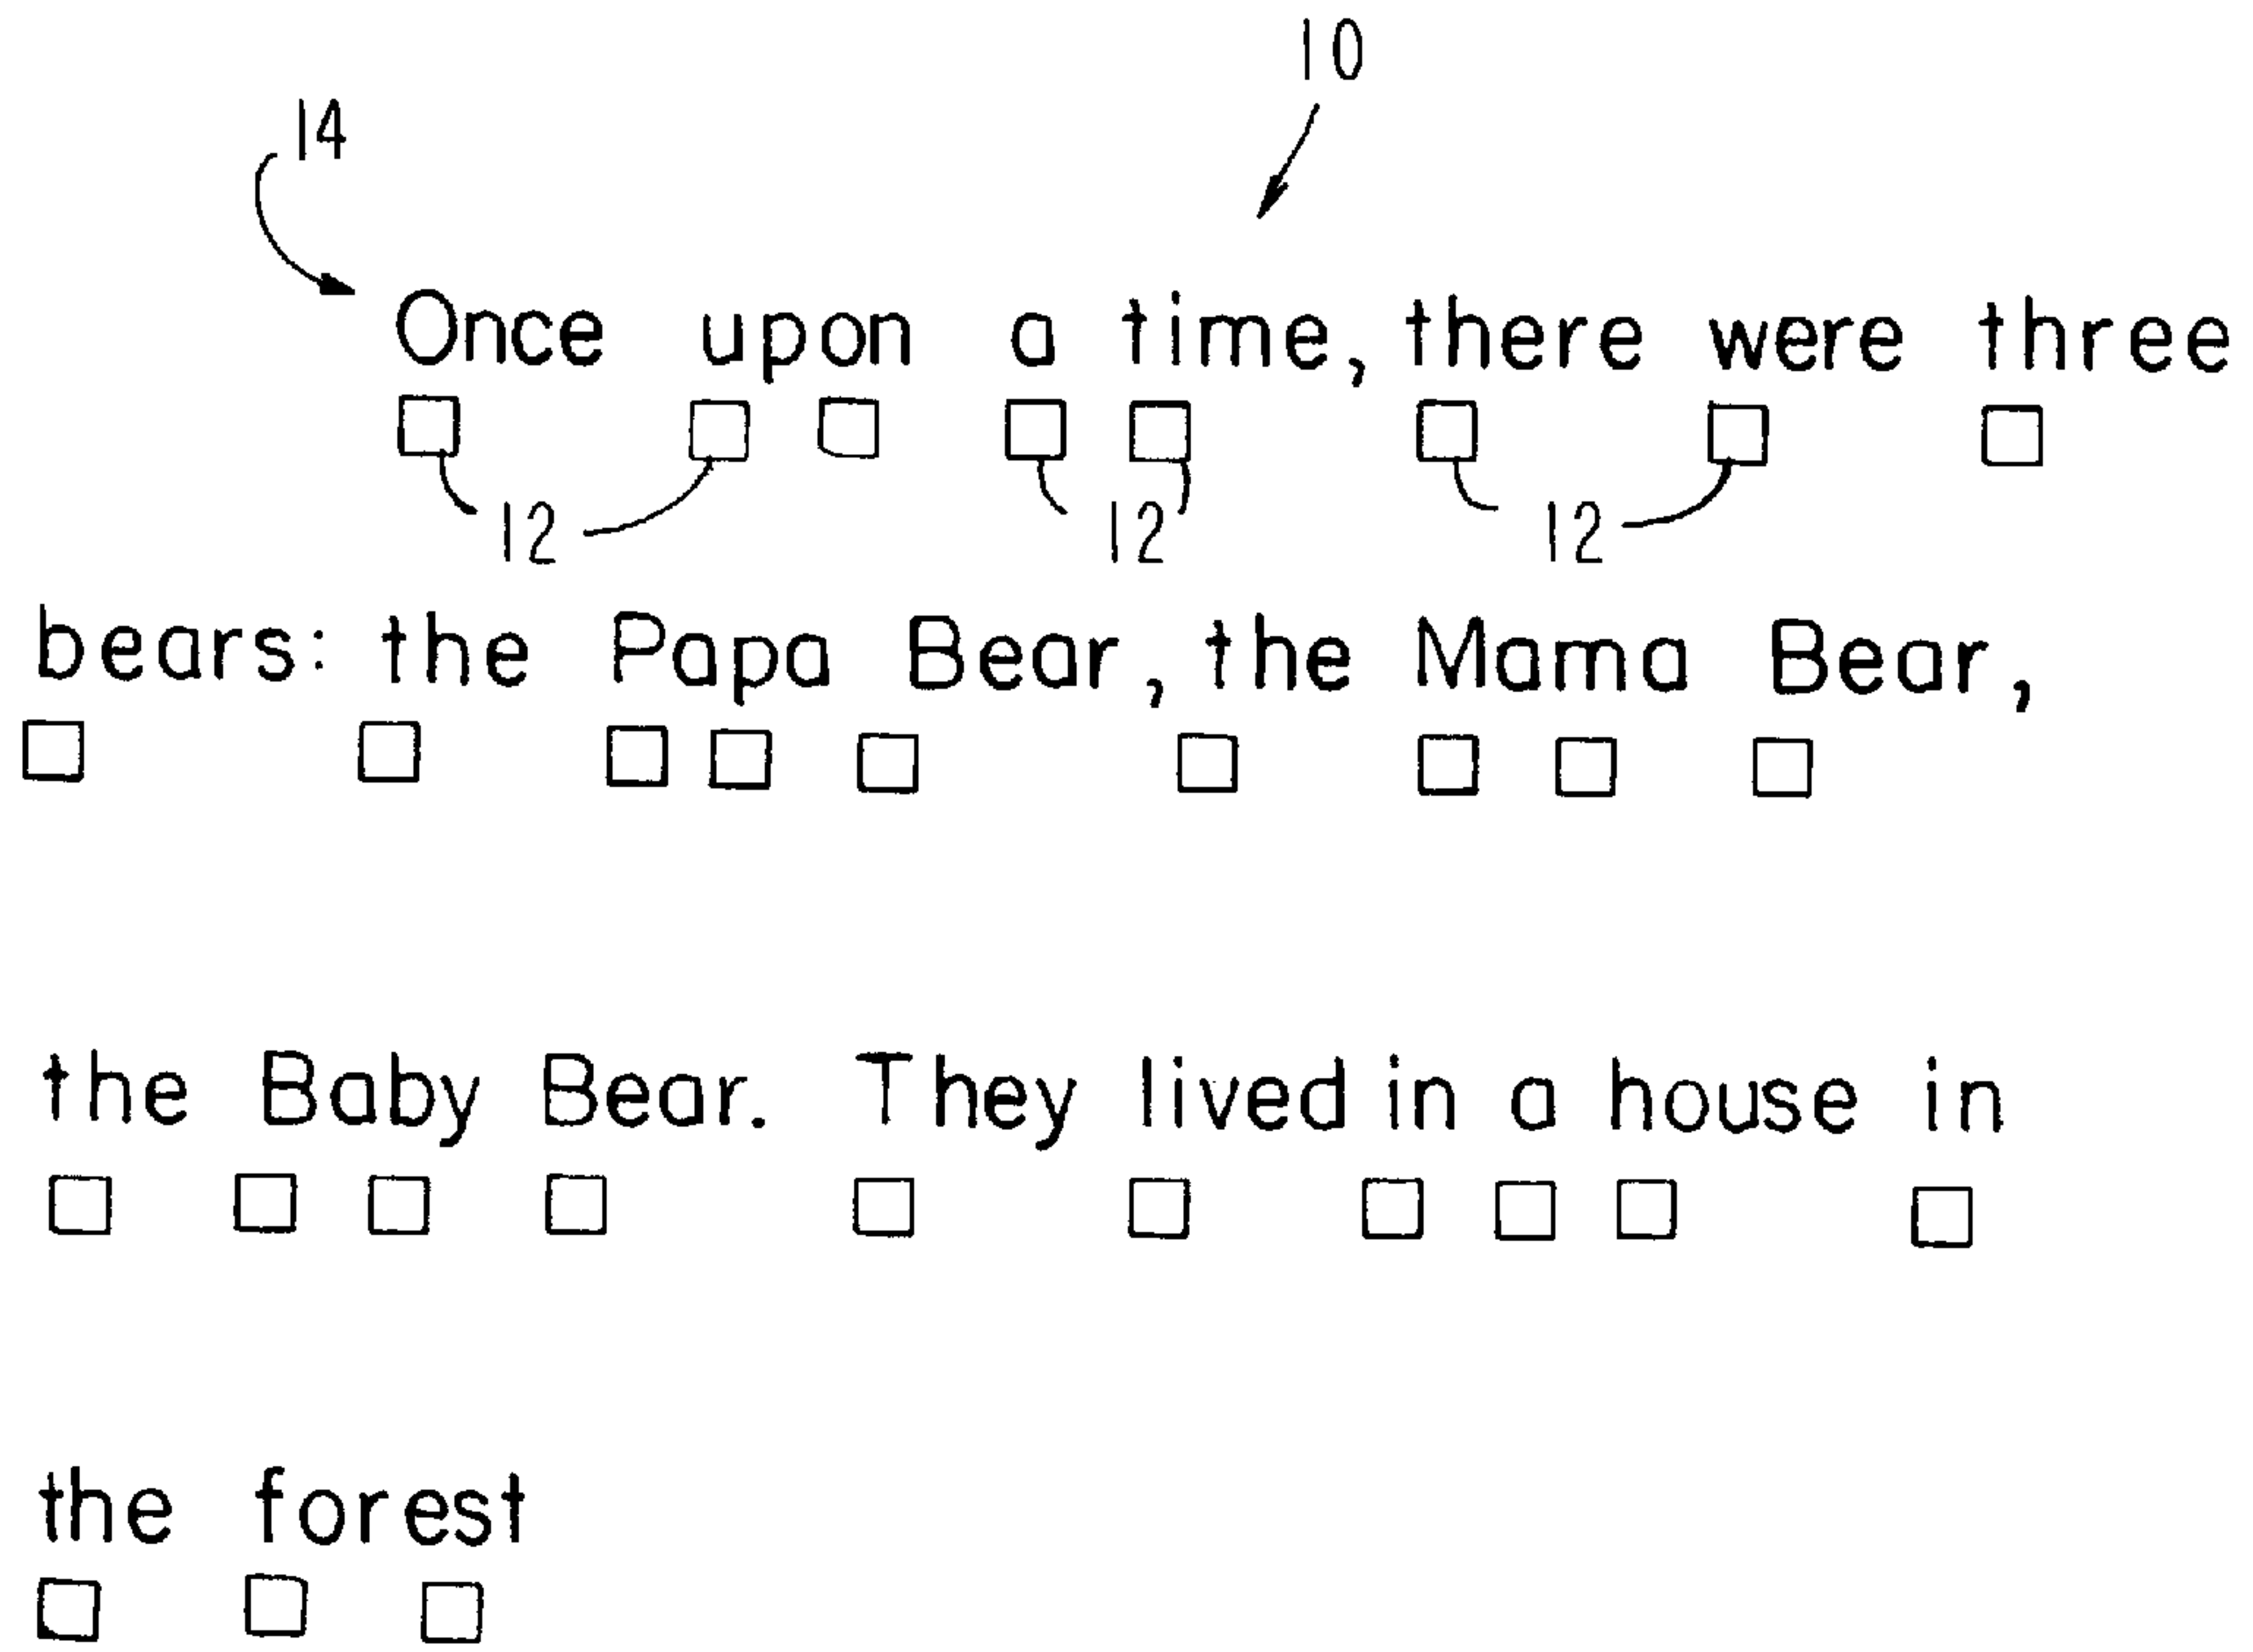 10
14
Once upon a time, there were three
12 12 12
bears: the Papa Bear, the Mama Bear,
the Baby Bear. They lived in a house in
the forest